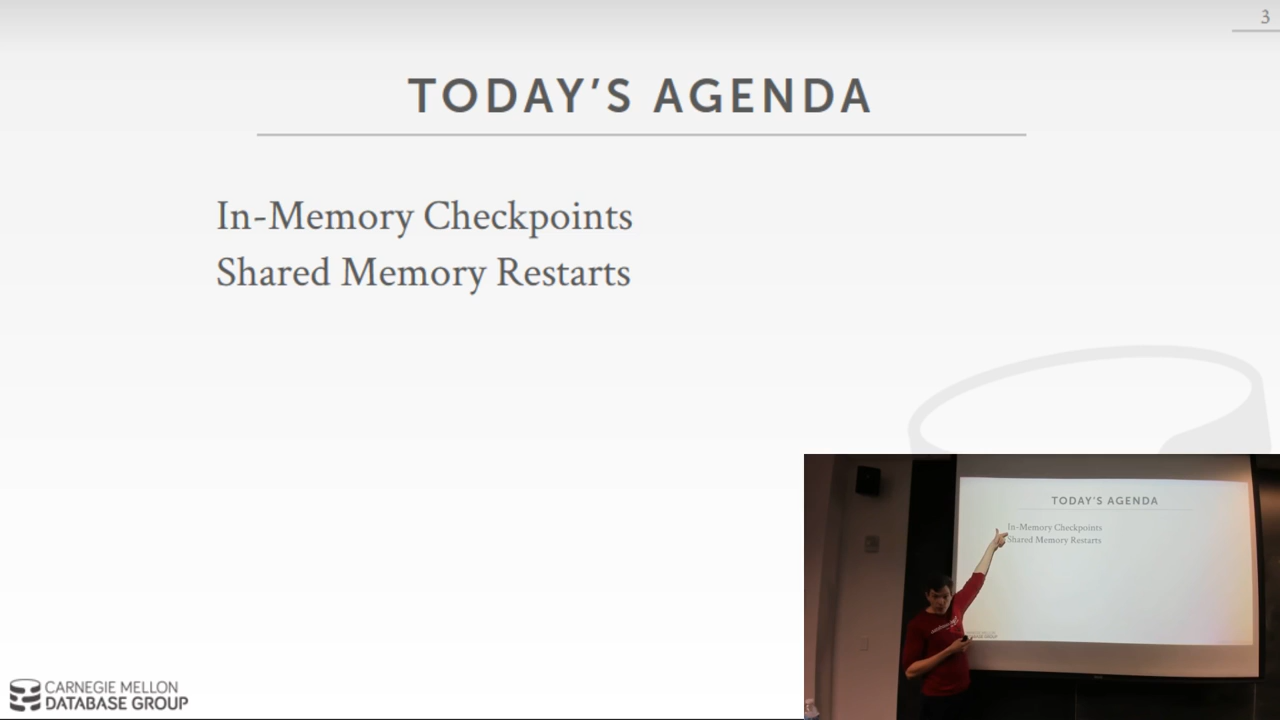 3
TODAY'S AGENDA
In-Memory Checkpoints
Shared Memory Restarts
CARNEGIE MELLON
DATABASE GROUP
TODAY'S AGENDA
In-Memory Checkpoints
Shared Memory Restarts